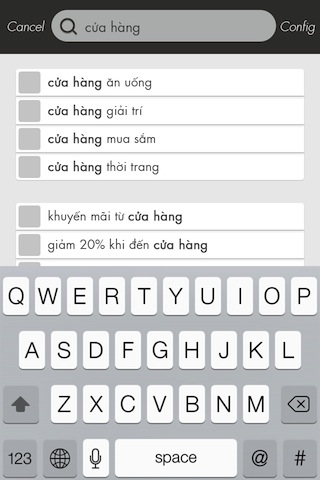 Cancel cửa hàng Config
cửa hàng ăn uống
cửa hàng giải trí
cửa hàng mua sắm
cửa hàng thời trang
khuyến mãi từ cửa hàng
giảm 20% khi đến cửa hàng
Q W E R T Y U I O P
A S D F G H J K L
Z X C V B N M
123 space @ #